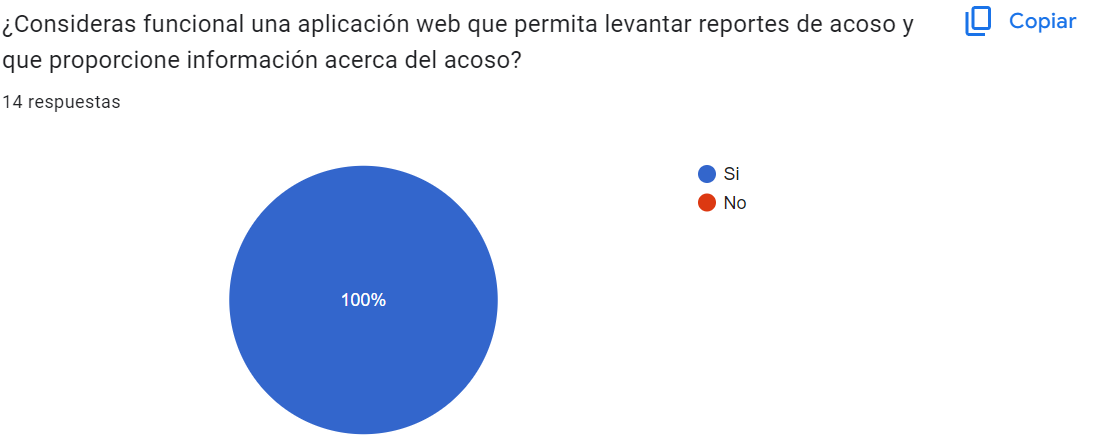 ¿Consideras funcional una aplicación web que permita levantar reportes de acoso y
que proporcione información acerca del acoso?
Copiar
14 respuestas
Si
No
100%